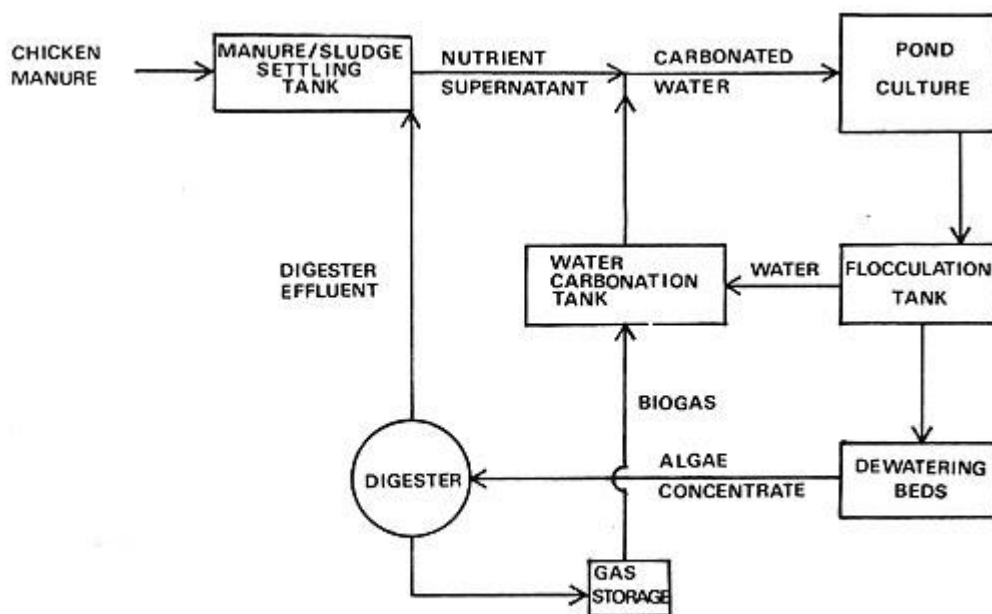 CHICKEN
MANURE
MANURE/SLUDGE
SETTLING
TANK
NUTRIENT
SUPERNATANT
CARBONATED
WATER
POND
CULTURE
DIGESTER
EFFLUENT
WATER
CARBONATION
TANK
WATER
FLOCCULATION
TANK
BIOGAS
DIGESTER
ALGAE
CONCENTRATE
DEWATERING
BEDS
GAS
STORAGE